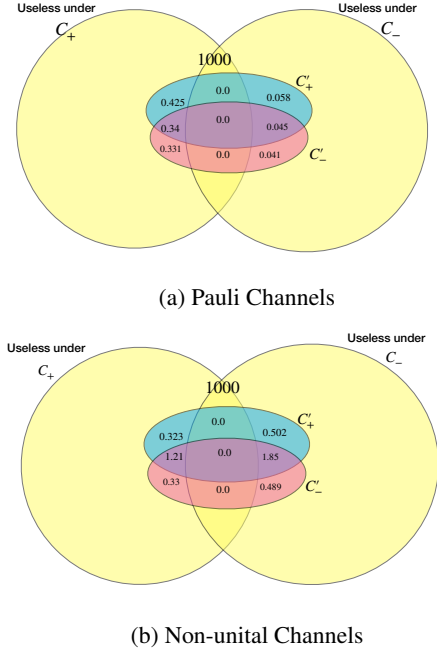 Useless under
Useless under
C₊
C₋
1000
C'₊
0.0
0.058
0.425
0.0
0.34
0.045
0.331
0.0
0.041
C'₋
(a) Pauli Channels
Useless under
Useless under
C₊
C₋
1000
C'₊
0.0
0.323
0.502
0.0
1.21
1.85
0.33
0.0
0.489
C'₋
(b) Non-unital Channels